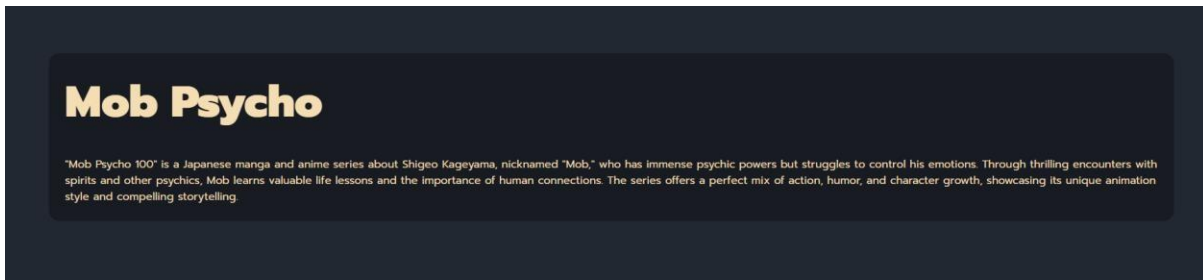 Mob Psycho
"Mob Psycho 100" is a Japanese manga and anime series about Shigeo Kageyama, nicknamed "Mob," who has immense psychic powers but struggles to control his emotions. Through thrilling encounters with
spirits and other psychics, Mob learns valuable life lessons and the importance of human connections. The series offers a perfect mix of action, humor, and character growth, showcasing its unique animation
style and compelling storytelling.